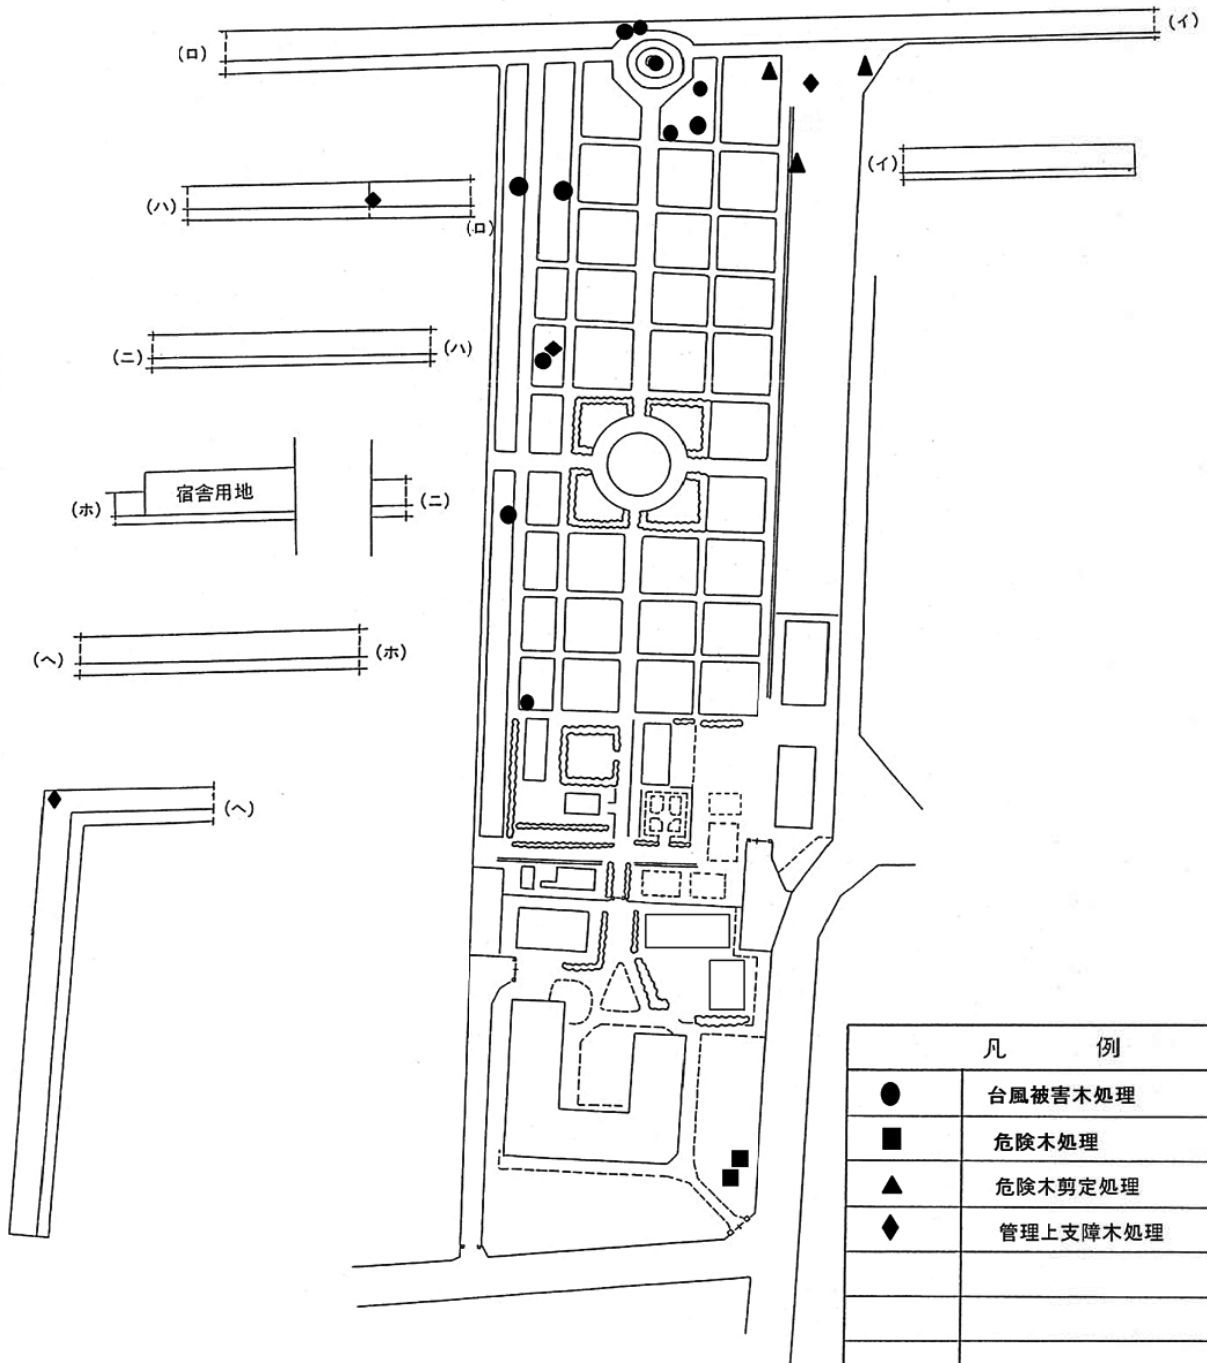 (イ)
(ロ)
(イ)
(ハ)
(ロ)
(ニ)
(ハ)
宿舎用地
(ホ)
(ニ)
(ヘ)
(ホ)
(ヘ)
凡 例
台風被害木処理
危険木処理
危険木剪定処理
管理上支障木処理